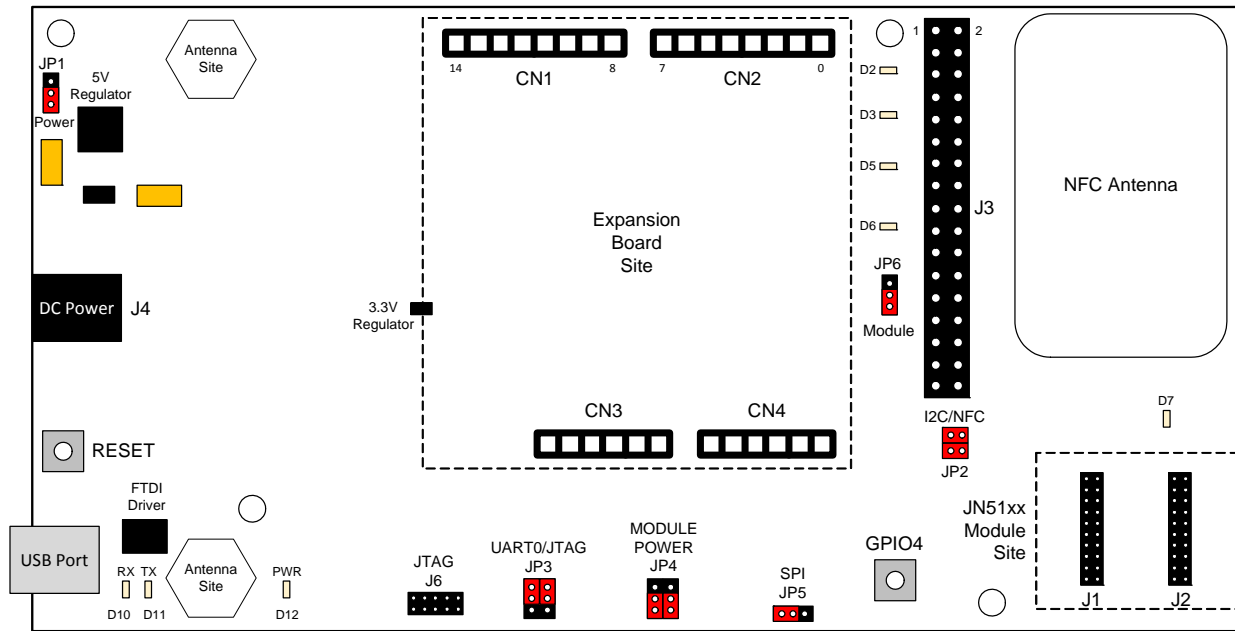 JP1
5V
Regulator
Power
Antenna
Site
14
8
CN1
7
0
CN2
1
2
D2
D3
D5
D6
J3
NFC Antenna
Expansion
Board
Site
DC Power
J4
3.3V
Regulator
JP6
Module
CN3
CN4
I2C/NFC
JP2
D7
RESET
FTDI
Driver
USB Port
RX
TX
D10
D11
Antenna
Site
PWR
D12
JTAG
J6
UART0/JTAG
JP3
MODULE
POWER
JP4
SPI
JP5
GPIO4
JN51xx
Module
Site
J1
J2